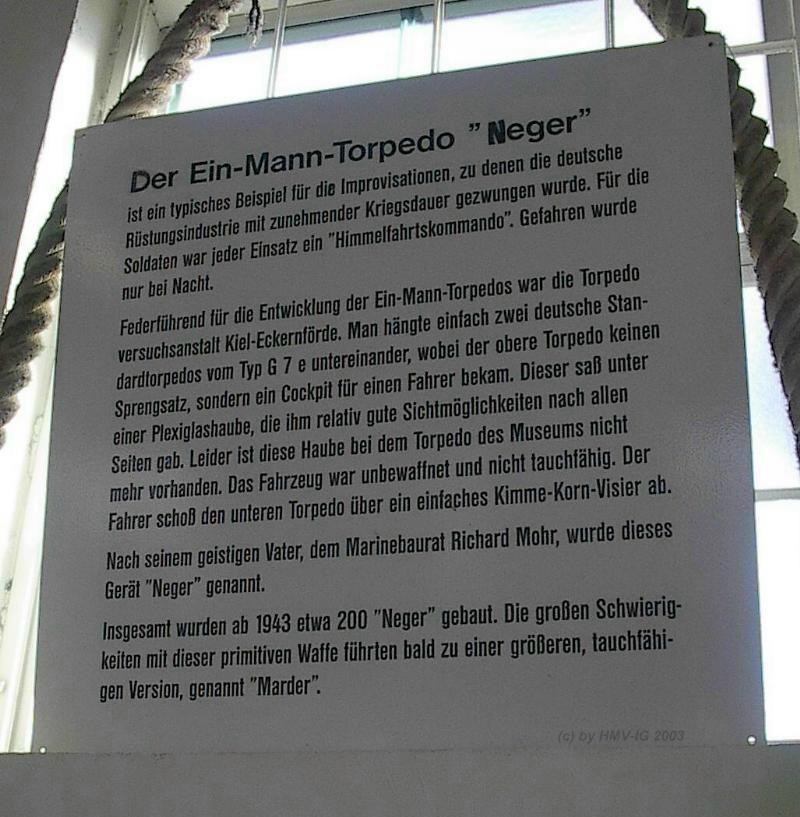 Der Ein-Mann-Torpedo "Neger"
ist ein typisches Beispiel für die Improvisationen, zu denen die deutsche
Rüstungsindustrie mit zunehmender Kriegsdauer gezwungen wurde. Für die
Soldaten war jeder Einsatz ein "Himmelfahrtskommando". Gefahren wurde
nur bei Nacht.
Federführend für die Entwicklung der Ein-Mann-Torpedos war die Torpedo
versuchsanstalt Kiel-Eckernförde. Man hängte einfach zwei deutsche Stan-
dardtorpedos vom Typ G 7 e untereinander, wobei der obere Torpedo keinen
Sprengsatz, sondern ein Cockpit für einen Fahrer bekam. Dieser saß unter
einer Plexiglashaube, die ihm relativ gute Sichtmöglichkeiten nach allen
Seiten gab. Leider ist diese Haube bei dem Torpedo des Museums nicht
mehr vorhanden. Das Fahrzeug war unbewaffnet und nicht tauchfähig. Der
Fahrer schoß den unteren Torpedo über ein einfaches Kimme-Korn-Visier ab.
Nach seinem geistigen Vater, dem Marinebaurat Richard Mohr, wurde dieses
Gerät "Neger" genannt.
Insgesamt wurden ab 1943 etwa 200 "Neger" gebaut. Die großen Schwierig-
keiten mit dieser primitiven Waffe führten bald zu einer größeren, tauchfähi-
gen Version, genannt "Marder".
(c) by HMV-IG 2003